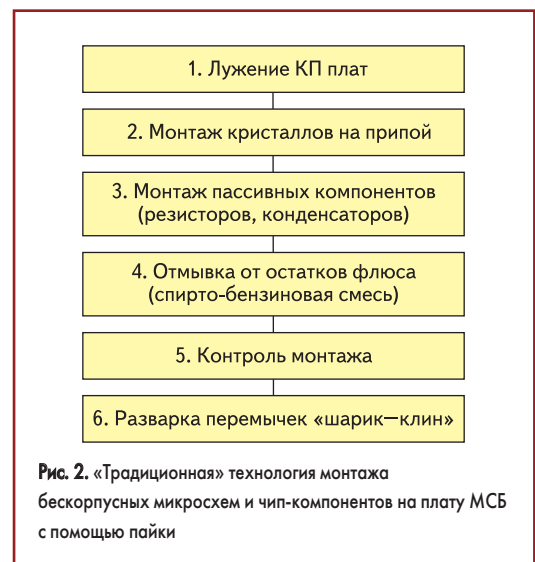 1. Лужение КП плат
2. Монтаж кристаллов на припой
3. Монтаж пассивных компонентов
(резисторов, конденсаторов)
4. Отмывка от остатков флюса
(спирто-бензиновая смесь)
5. Контроль монтажа
6. Разварка перемычек «шарик—клин»
Рис. 2. «Традиционная» технология монтажа
бескорпусных микросхем и чип-компонентов на плату МСБ
с помощью пайки